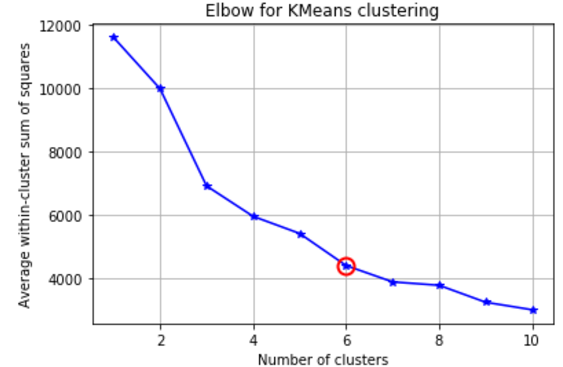 Elbow for KMeans clustering
12000
10000
8000
6000
4000
Average within-cluster sum of squares
2 4 6 8 10
Number of clusters